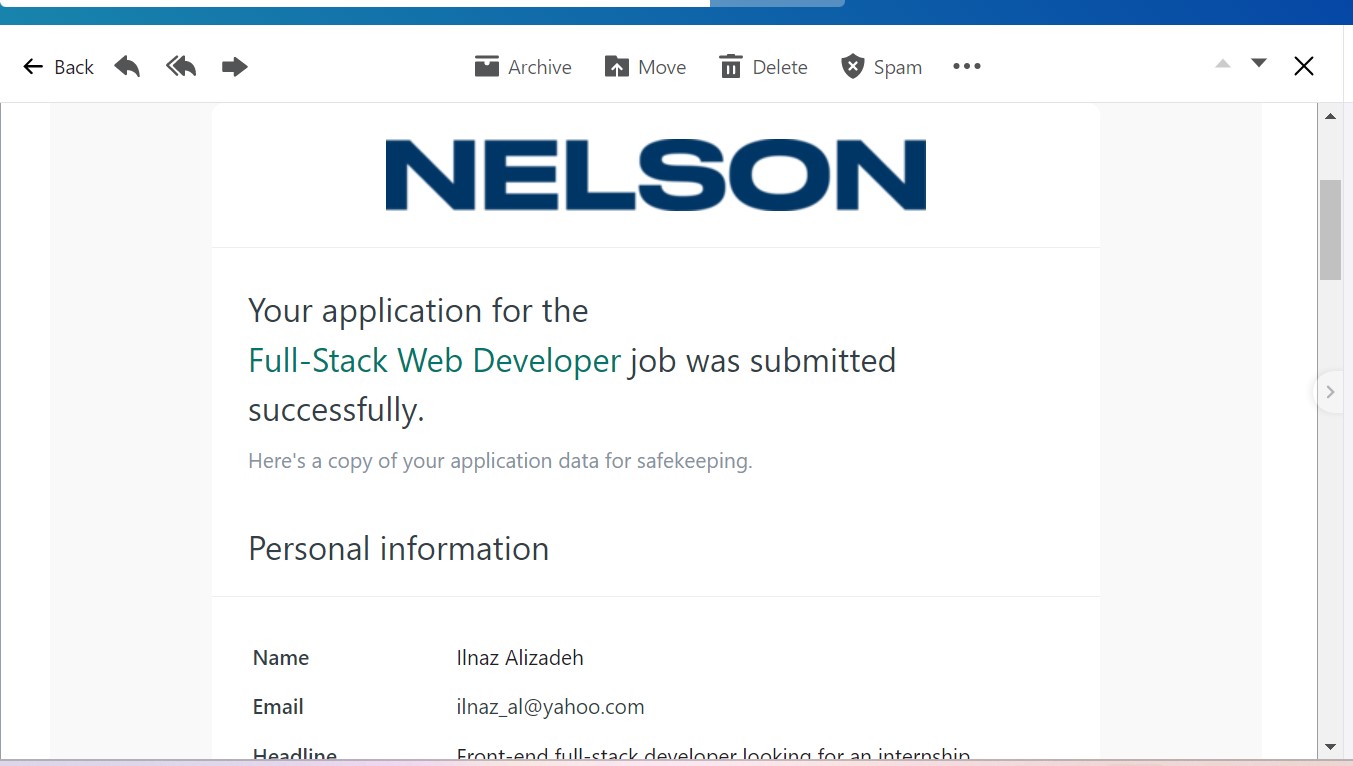 Back
Archive
Move
Delete
Spam
NELSON
Your application for the
Full-Stack Web Developer job was submitted
successfully.
Here's a copy of your application data for safekeeping.
Personal information
Name Ilnaz Alizadeh
Email ilnaz_al@yahoo.com
Headline Front-end full-stack developer looking for an internship